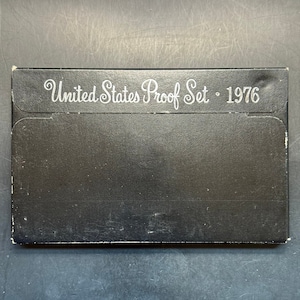 United States Proof Set • 1976